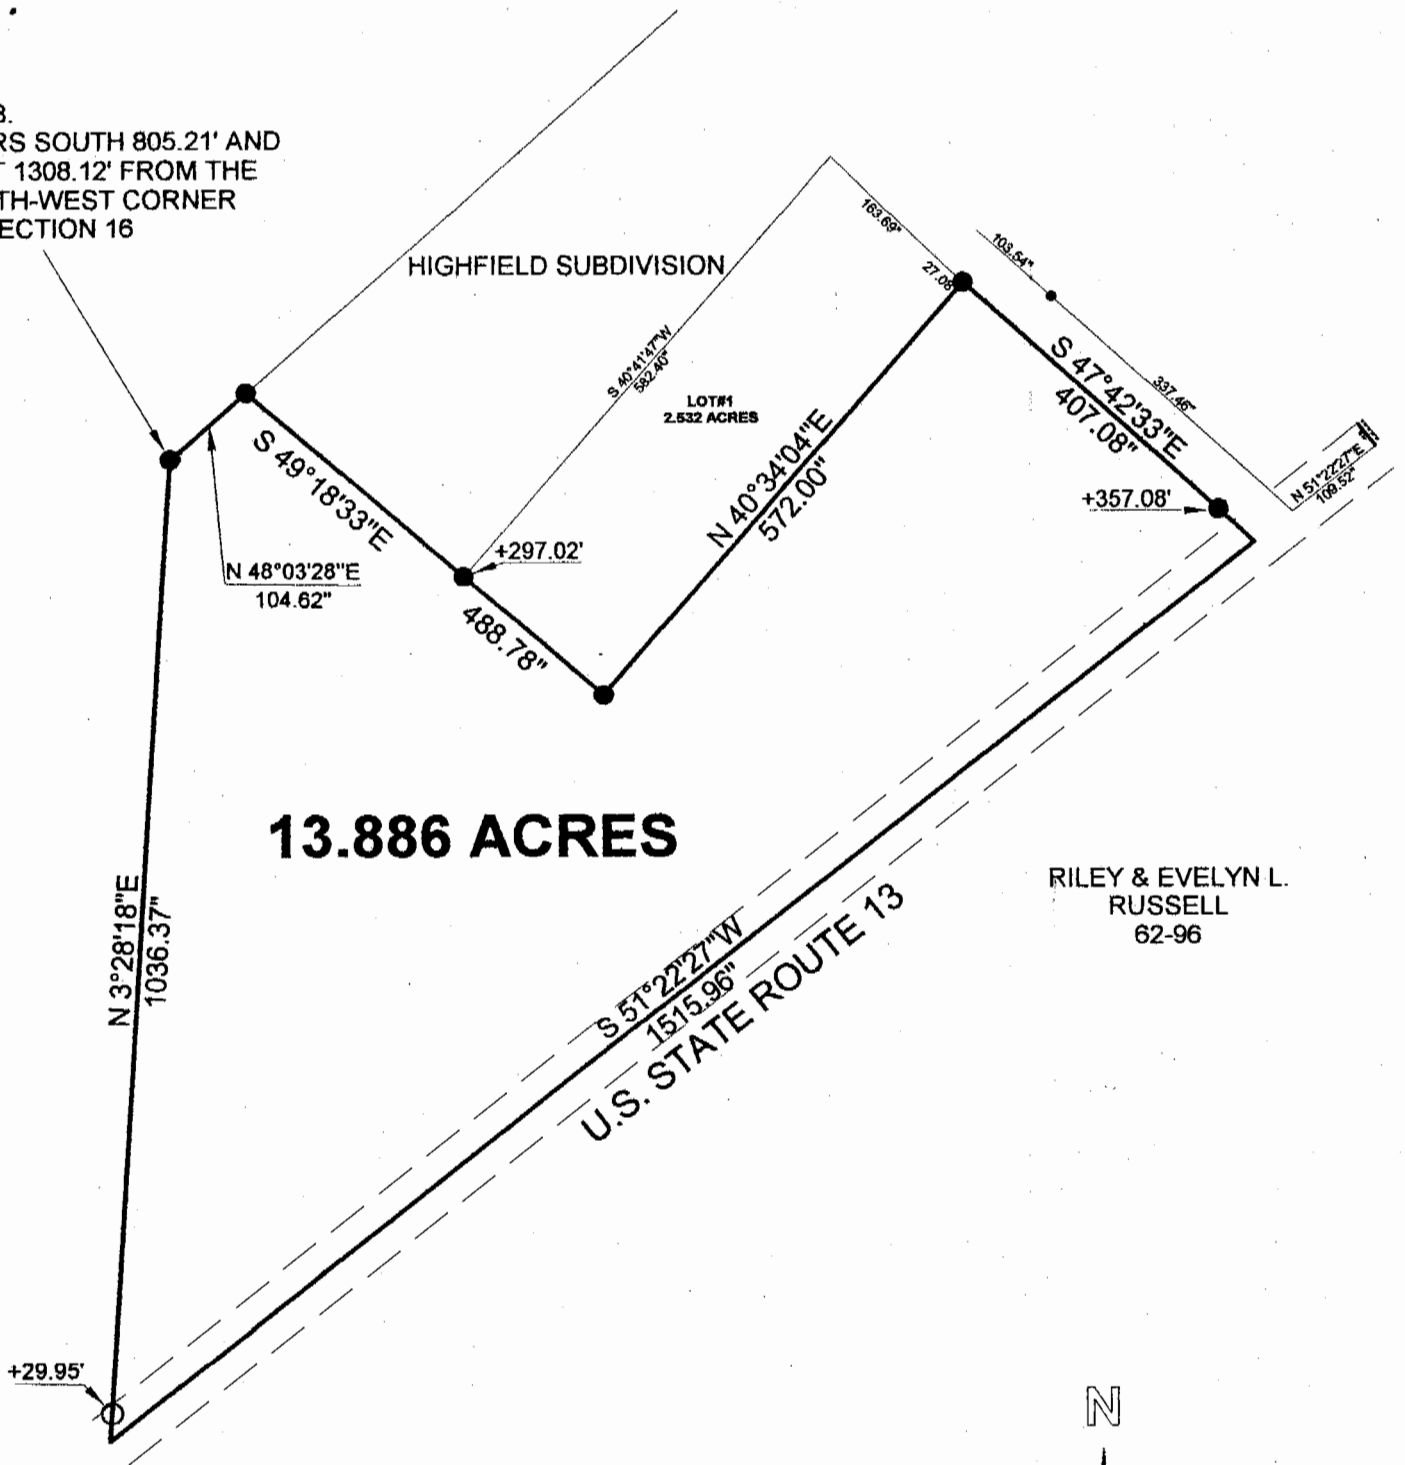 RS SOUTH 805.21' AND
1308.12' FROM THE
TH-WEST CORNER
ECTION 16
HIGHFIELD SUBDIVISION
163.69"
27.08
103.54"
S 40°41'47"W
582.40"
LOT#1
2.532 ACRES
S 47°42'33"E
407.08"
337.46"
N 51°22'27"E
109.52"
+357.08'
S 49°18'33"E
N 40°34'04"E
572.00"
+297.02'
N 48°03'28"E
104.62"
488.78"
13.886 ACRES
N 3°28'18"E
1036.37"
RILEY & EVELYN L.
RUSSELL
62-96
S 51°22'27"W
1515.96"
U.S. STATE ROUTE 13
+29.95'
N